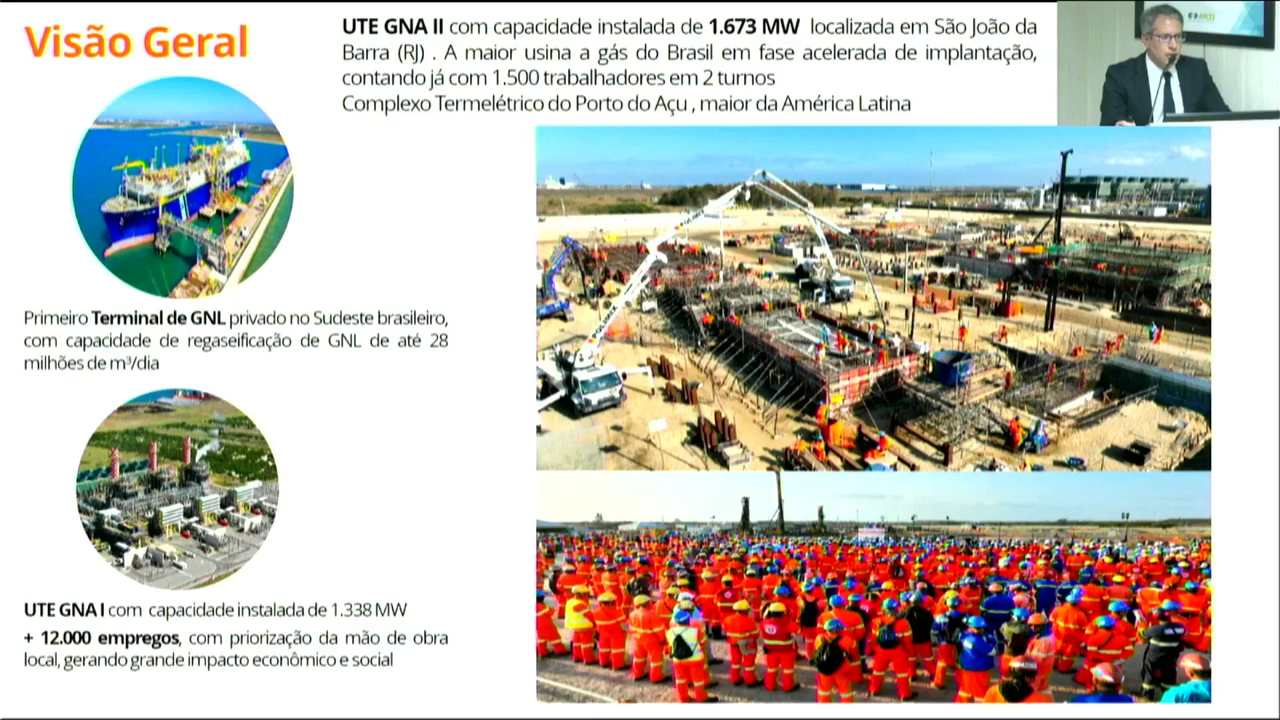 Visão Geral
UTE GNA II com capacidade instalada de 1.673 MW localizada em São João da
Barra (RJ) . A maior usina a gás do Brasil em fase acelerada de implantação,
contando já com 1.500 trabalhadores em 2 turnos
Complexo Termelétrico do Porto do Açu , maior da América Latina
Primeiro Terminal de GNL privado no Sudeste brasileiro,
com capacidade de regaseificação de GNL de até 28
milhões de m³/dia
UTE GNA I com capacidade instalada de 1.338 MW
+ 12.000 empregos, com priorização da mão de obra
local, gerando grande impacto econômico e social